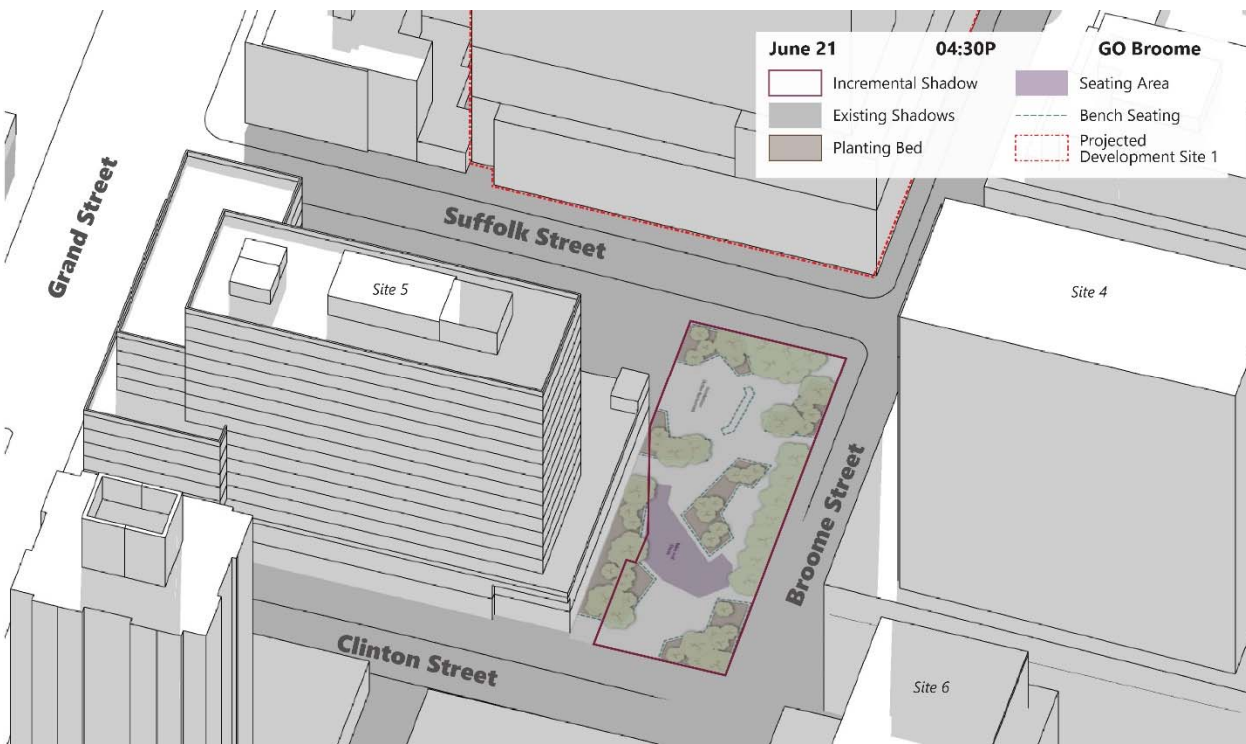 June 21 04:30P GO Broome
Incremental Shadow
Existing Shadows
Planting Bed
Seating Area
Bench Seating
Projected
Development Site 1
Grand Street
Suffolk Street
Site 5
Site 4
Broome Street
Clinton Street
Site 6